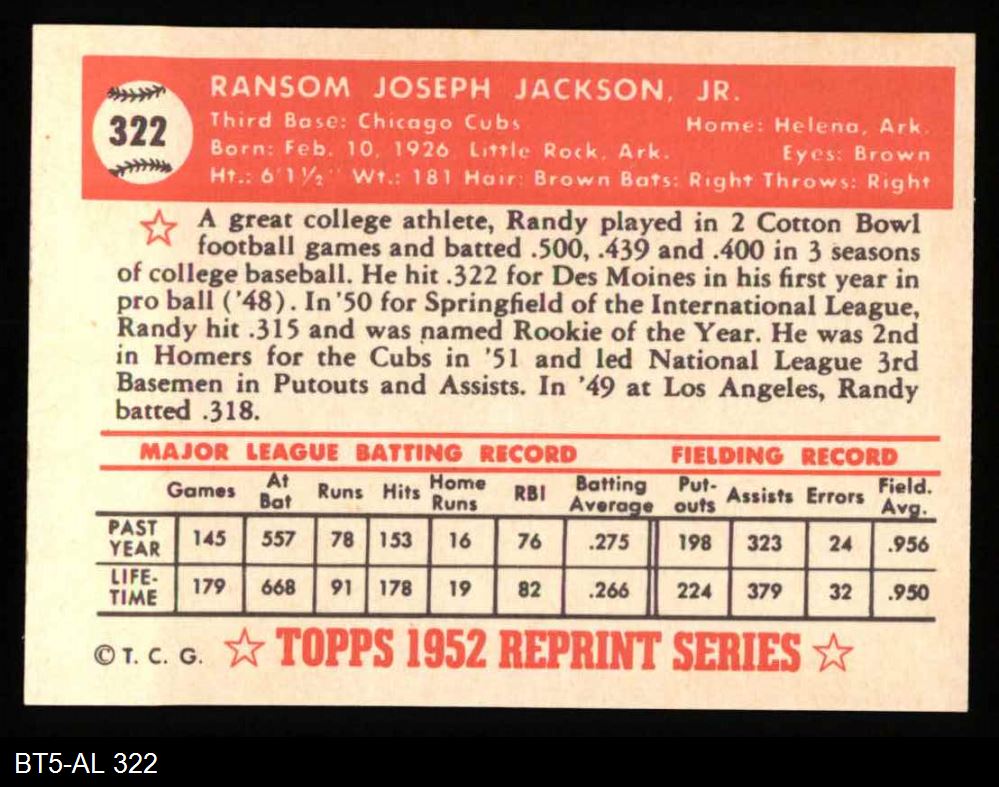 322
RANSOM JOSEPH JACKSON, JR.
Third Base: Chicago Cubs Home: Helena, Ark.
Born: Feb. 10, 1926 Little Rock, Ark. Eyes: Brown
Ht.: 6'1½" Wt.: 181 Hair: Brown Bats: Right Throws: Right
☆ A great college athlete, Randy played in 2 Cotton Bowl
football games and batted .500, .439 and .400 in 3 seasons
of college baseball. He hit .322 for Des Moines in his first year in
pro ball ('48). In '50 for Springfield of the International League,
Randy hit .315 and was named Rookie of the Year. He was 2nd
in Homers for the Cubs in '51 and led National League 3rd
Basemen in Putouts and Assists. In '49 at Los Angeles, Randy
batted .318.
MAJOR LEAGUE BATTING RECORD FIELDING RECORD
Games At Bat Runs Hits Home Runs RBI Batting Average Put-outs Assists Errors Field. Avg.
PAST YEAR 145 557 78 153 16 76 .275 198 323 24 .956
LIFE-TIME 179 668 91 178 19 82 .266 224 379 32 .950
© T. C. G. ☆ TOPPS 1952 REPRINT SERIES ☆
BT5-AL 322